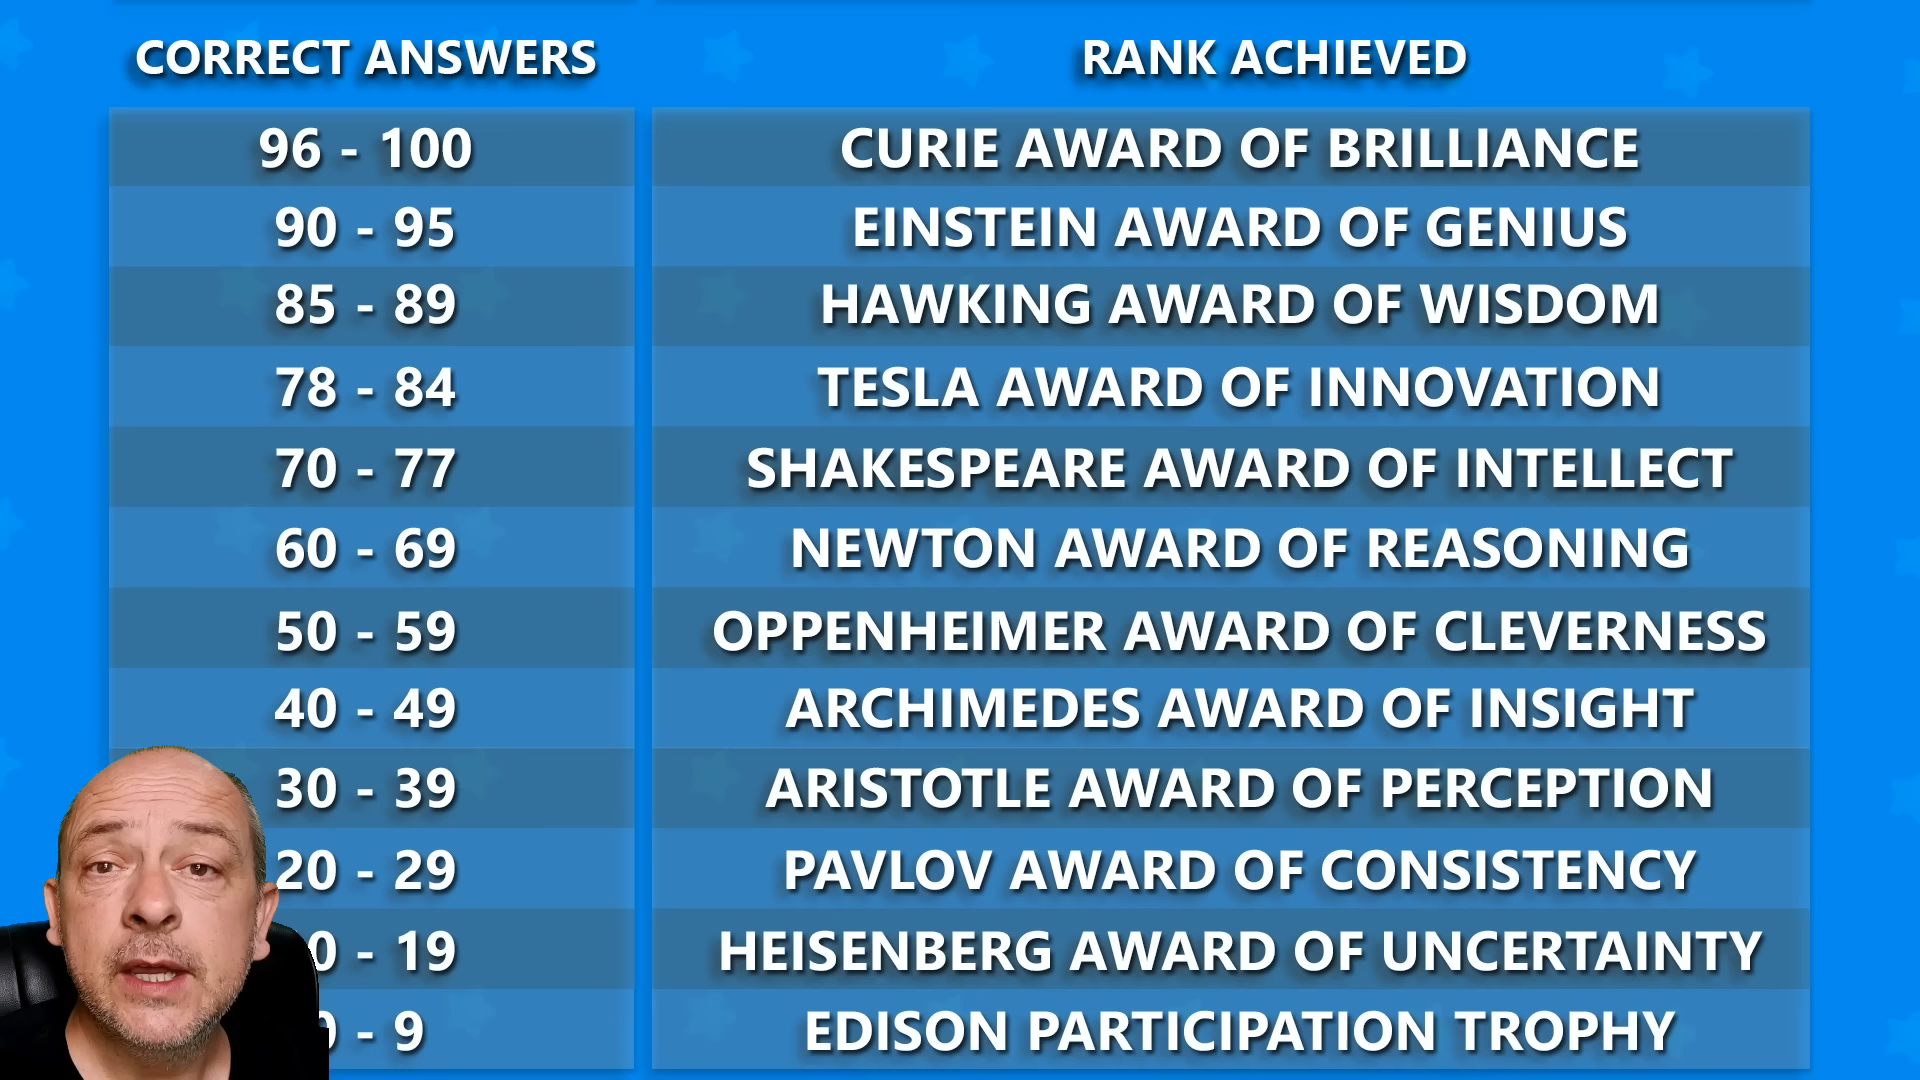 CORRECT ANSWERS RANK ACHIEVED
96 - 100 CURIE AWARD OF BRILLIANCE
90 - 95 EINSTEIN AWARD OF GENIUS
85 - 89 HAWKING AWARD OF WISDOM
78 - 84 TESLA AWARD OF INNOVATION
70 - 77 SHAKESPEARE AWARD OF INTELLECT
60 - 69 NEWTON AWARD OF REASONING
50 - 59 OPPENHEIMER AWARD OF CLEVERNESS
40 - 49 ARCHIMEDES AWARD OF INSIGHT
30 - 39 ARISTOTLE AWARD OF PERCEPTION
20 - 29 PAVLOV AWARD OF CONSISTENCY
- 19 HEISENBERG AWARD OF UNCERTAINTY
- 9 EDISON PARTICIPATION TROPHY